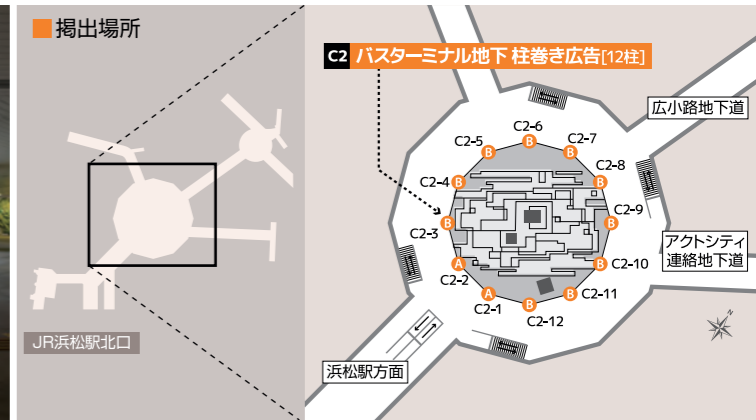 ■掲出場所
JR浜松駅北口
C2 バスターミナル地下 柱巻き広告[12柱]
広小路地下道
アクトシティ
連絡地下道
浜松駅方面
C2-6
B
C2-5
B
C2-7
B
C2-4
B
C2-8
B
C2-3
B
C2-9
B
C2-2
A
C2-10
B
C2-1
A
C2-11
B
C2-12
B
N